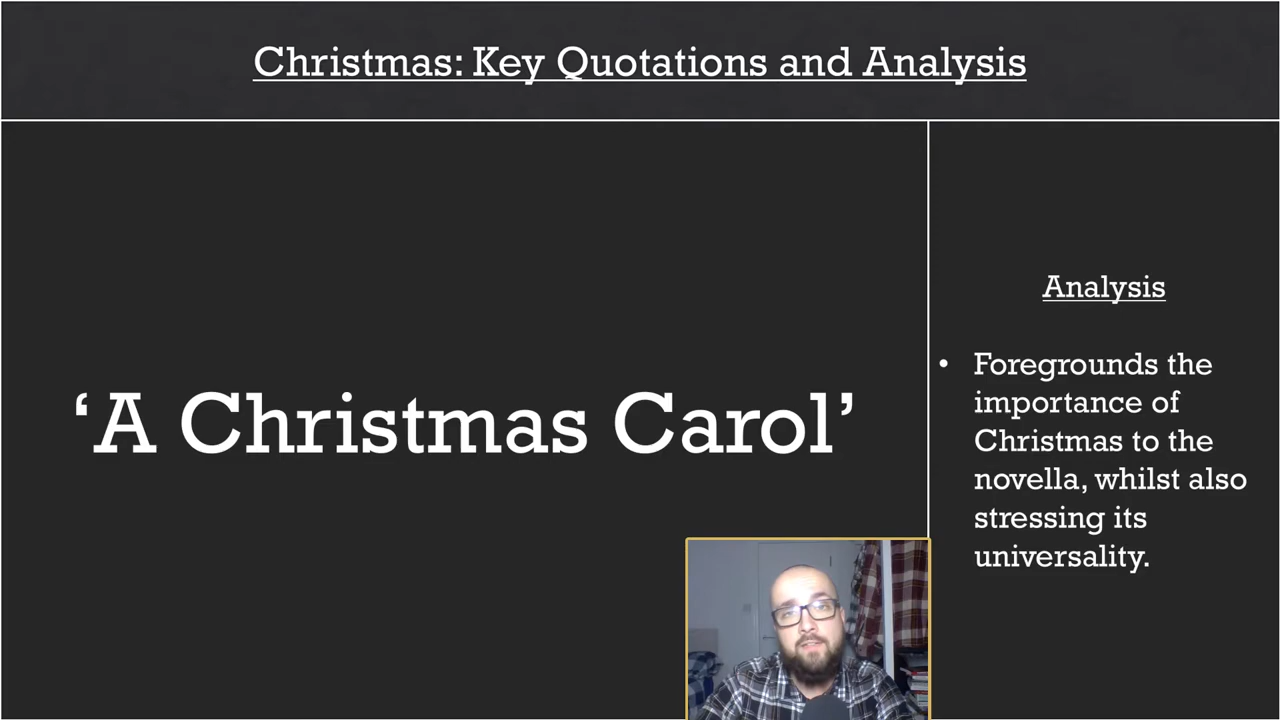 Christmas: Key Quotations and Analysis
‘A Christmas Carol’
Analysis
• Foregrounds the
importance of
Christmas to the
novella, whilst also
stressing its
universality.